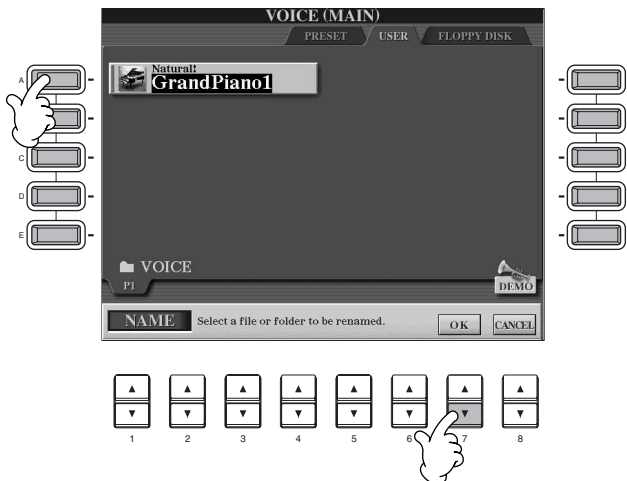 VOICE (MAIN)
PRESET USER FLOPPY DISK
Natural!
GrandPiano1
A
C
D
E
VOICE
P1
DEMO
NAME Select a file or folder to be renamed. OK CANCEL
1 2 3 4 5 6 7 8